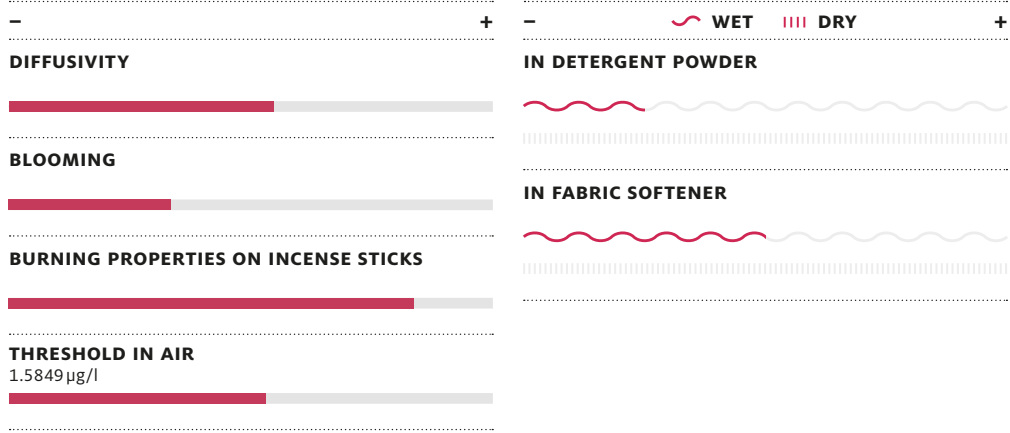 – +
DIFFUSIVITY
BLOOMING
BURNING PROPERTIES ON INCENSE STICKS
THRESHOLD IN AIR
1.5849 µg/l
– WET DRY +
IN DETERGENT POWDER
IN FABRIC SOFTENER